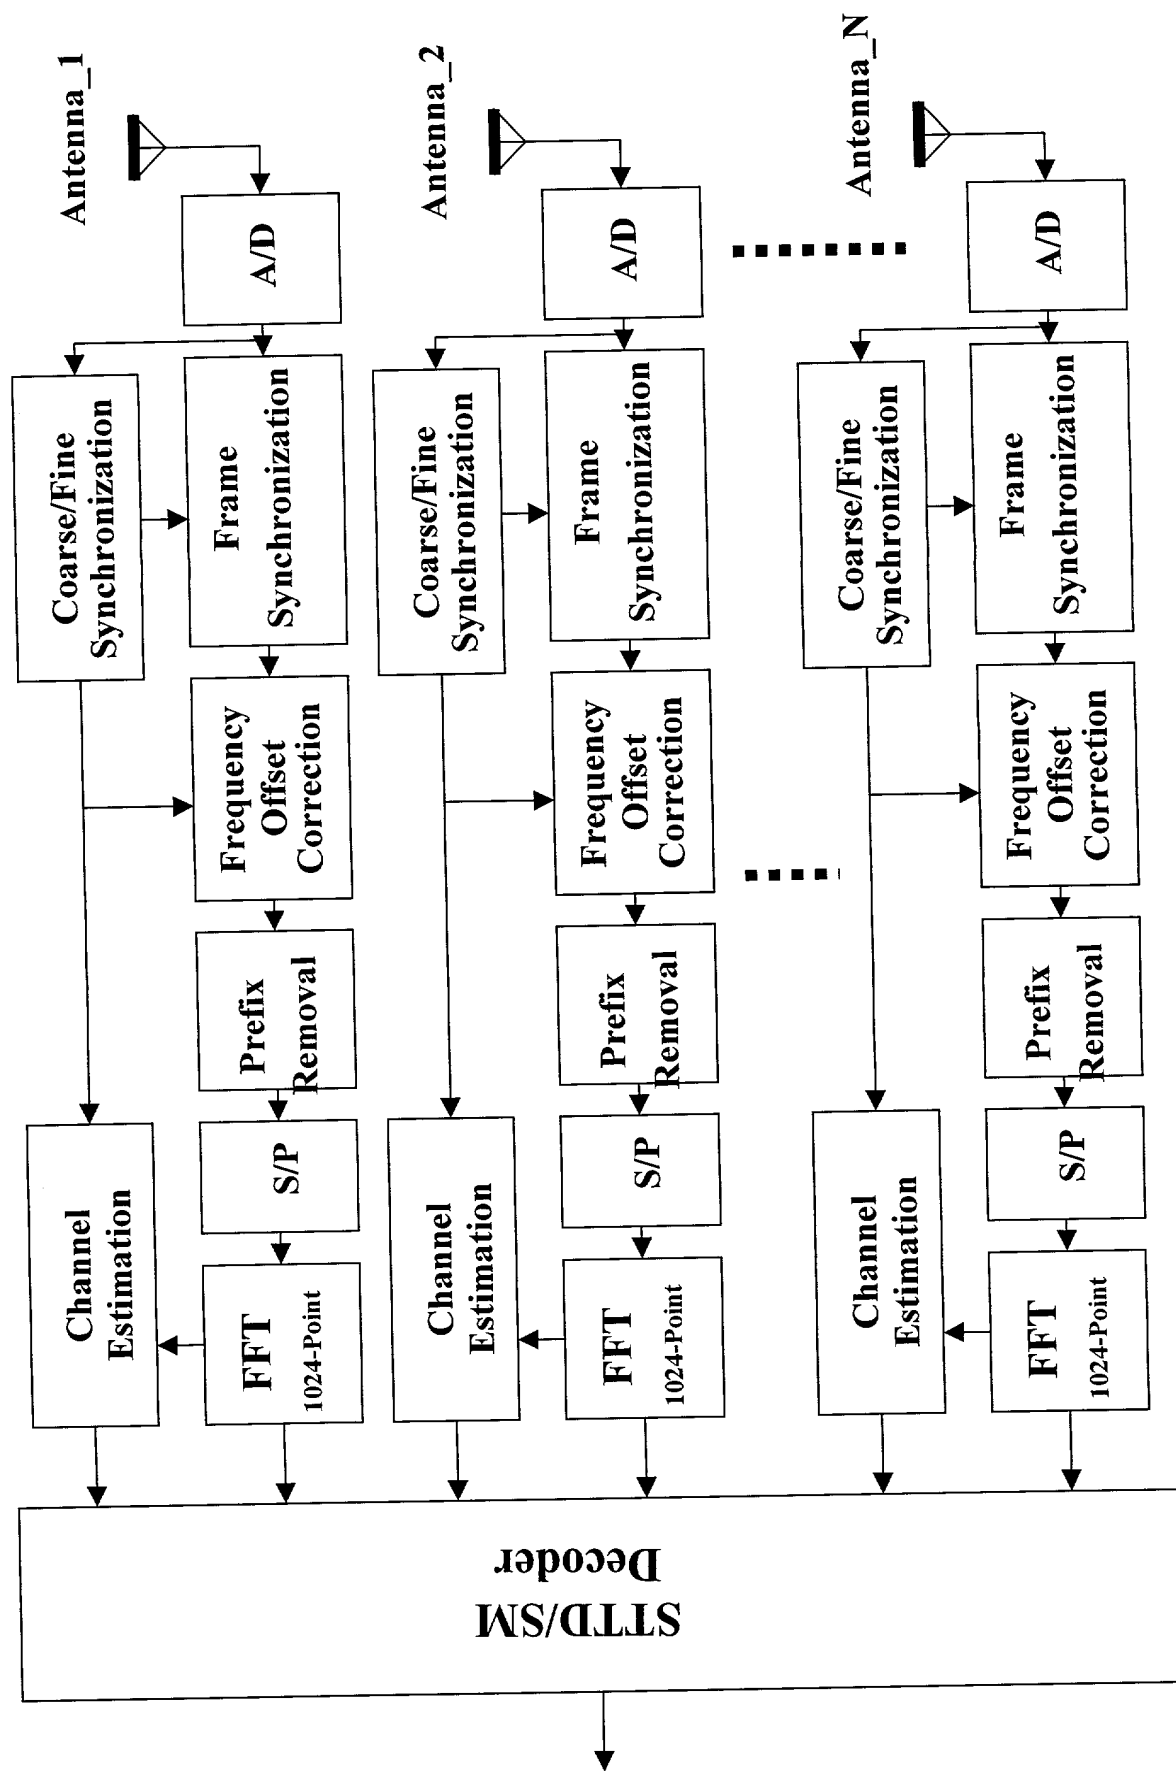 Antenna_1
A/D
Coarse/Fine
Synchronization
Frame
Synchronization
Frequency
Offset
Correction
Prefix
Removal
S/P
FFT
1024-Point
Channel
Estimation
Antenna_2
A/D
Coarse/Fine
Synchronization
Frame
Synchronization
Frequency
Offset
Correction
Prefix
Removal
S/P
FFT
1024-Point
Channel
Estimation
Antenna_N
A/D
Coarse/Fine
Synchronization
Frame
Synchronization
Frequency
Offset
Correction
Prefix
Removal
S/P
FFT
1024-Point
Channel
Estimation
STTD/SM
Decoder